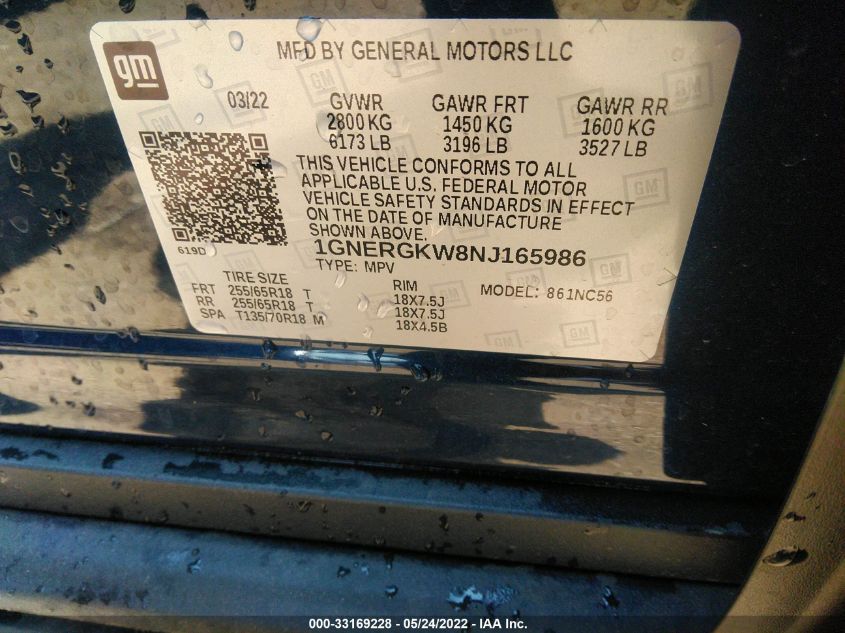 gm
MFD BY GENERAL MOTORS LLC
03/22 GVWR GAWR FRT GAWR RR
2800 KG 1450 KG 1600 KG
6173 LB 3196 LB 3527 LB
THIS VEHICLE CONFORMS TO ALL
APPLICABLE U.S. FEDERAL MOTOR
VEHICLE SAFETY STANDARDS IN EFFECT
ON THE DATE OF MANUFACTURE
SHOWN ABOVE.
619D
1GNERGKW8NJ165986
TYPE: MPV
MODEL: 861NC56
TIRE SIZE RIM
FRT 255/65R18 T 18X7.5J
RR 255/65R18 T 18X7.5J
SPA T135/70R18 M 18X4.5B
000-33169228 - 05/24/2022 - IAA Inc.